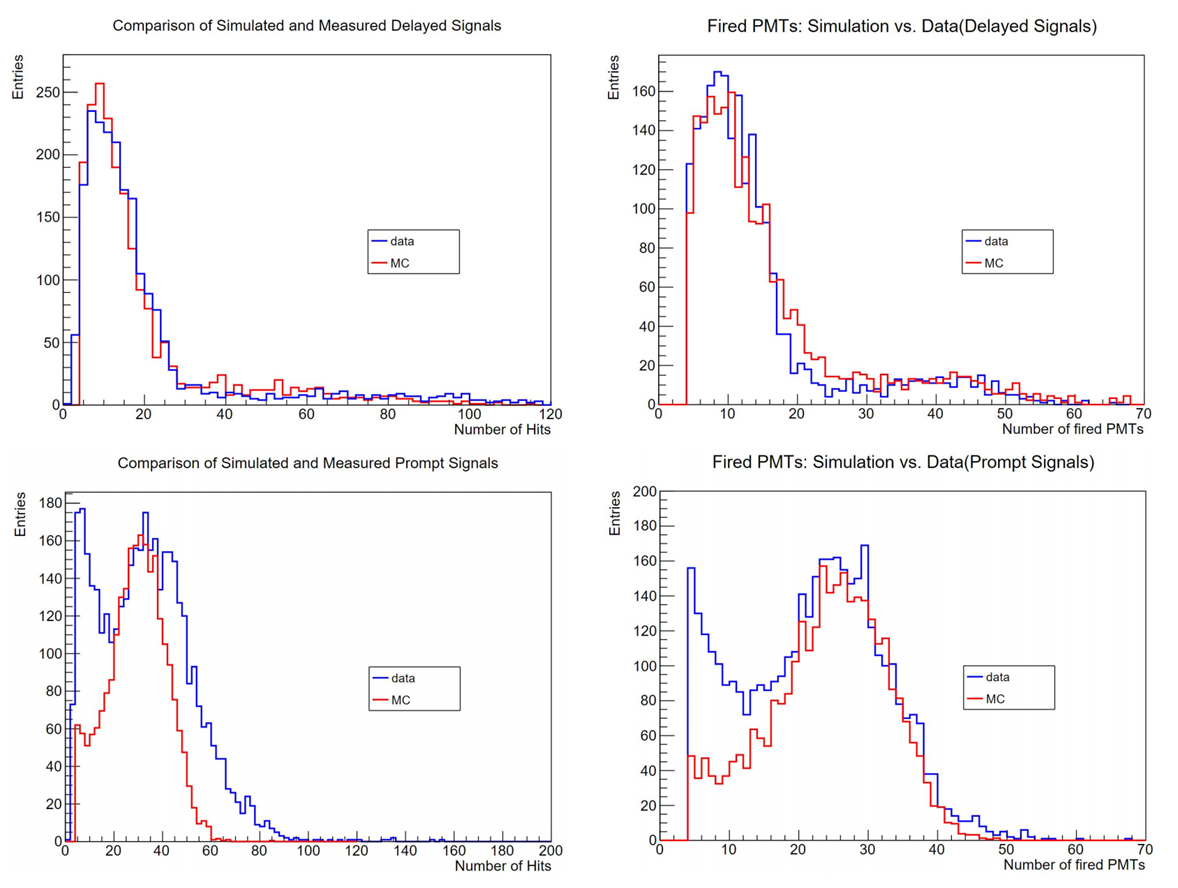 Comparison of Simulated and Measured Delayed Signals
Entries
250
200
150
100
50
0
0 20 40 60 80 100 120
Number of Hits
data
MC
Fired PMTs: Simulation vs. Data(Delayed Signals)
Entries
160
140
120
100
80
60
40
20
0
0 10 20 30 40 50 60 70
Number of fired PMTs
data
MC
Comparison of Simulated and Measured Prompt Signals
Entries
180
160
140
120
100
80
60
40
20
0
0 20 40 60 80 100 120 140 160 180 200
Number of Hits
data
MC
Fired PMTs: Simulation vs. Data(Prompt Signals)
Entries
200
180
160
140
120
100
80
60
40
20
0
0 10 20 30 40 50 60 70
Number of fired PMTs
data
MC